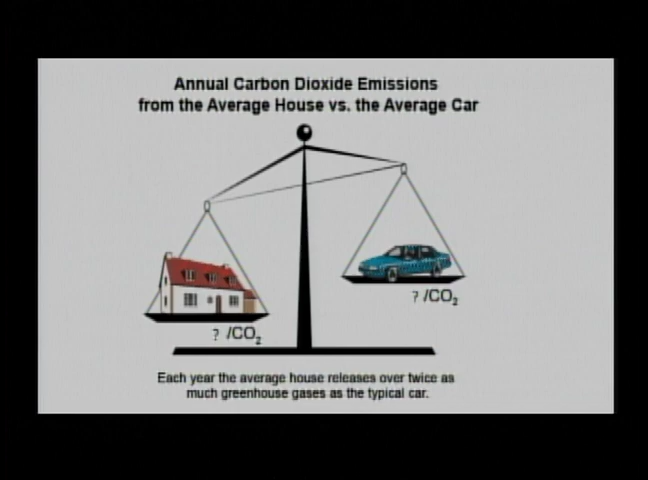 Annual Carbon Dioxide Emissions
from the Average House vs. the Average Car
? /CO₂
? /CO₂
Each year the average house releases over twice as
much greenhouse gases as the typical car.